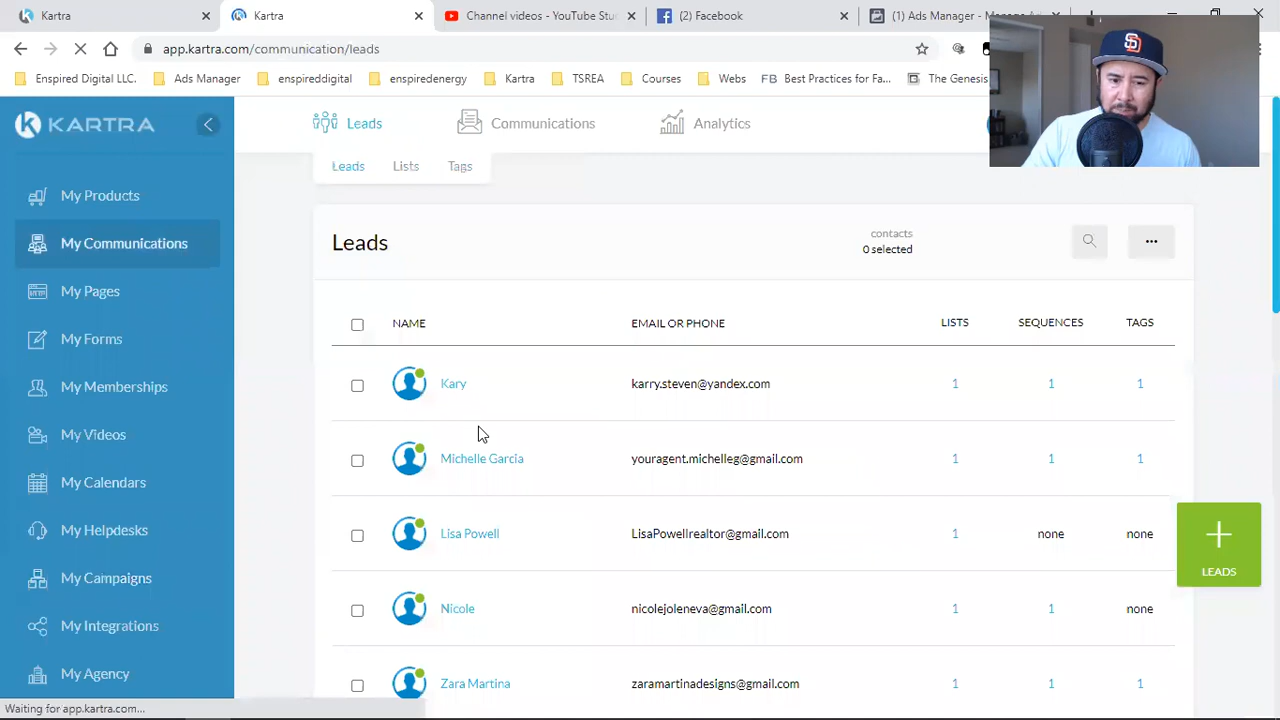 Kartra
Kartra
Channel videos - YouTube Stu
(2) Facebook
(1) Ads Manager - Ma
app.kartra.com/communication/leads
Enspired Digital LLC.
Ads Manager
enspireddigital
enspiredenergy
Kartra
TSREA
Courses
Webs
FB Best Practices for Fa...
The Genesis
KARTRA
Leads
Communications
Analytics
Leads
Lists
Tags
My Products
My Communications
My Pages
My Forms
My Memberships
My Videos
My Calendars
My Helpdesks
My Campaigns
My Integrations
My Agency
Leads
contacts
0 selected
NAME
EMAIL OR PHONE
LISTS
SEQUENCES
TAGS
Kary
karry.steven@yandex.com
1
1
1
Michelle Garcia
youragent.michelleg@gmail.com
1
1
1
Lisa Powell
LisaPowellrealtor@gmail.com
1
none
none
Nicole
nicolejoleneva@gmail.com
1
1
none
Zara Martina
zaramartinadesigns@gmail.com
1
1
1
LEADS
Waiting for app.kartra.com...